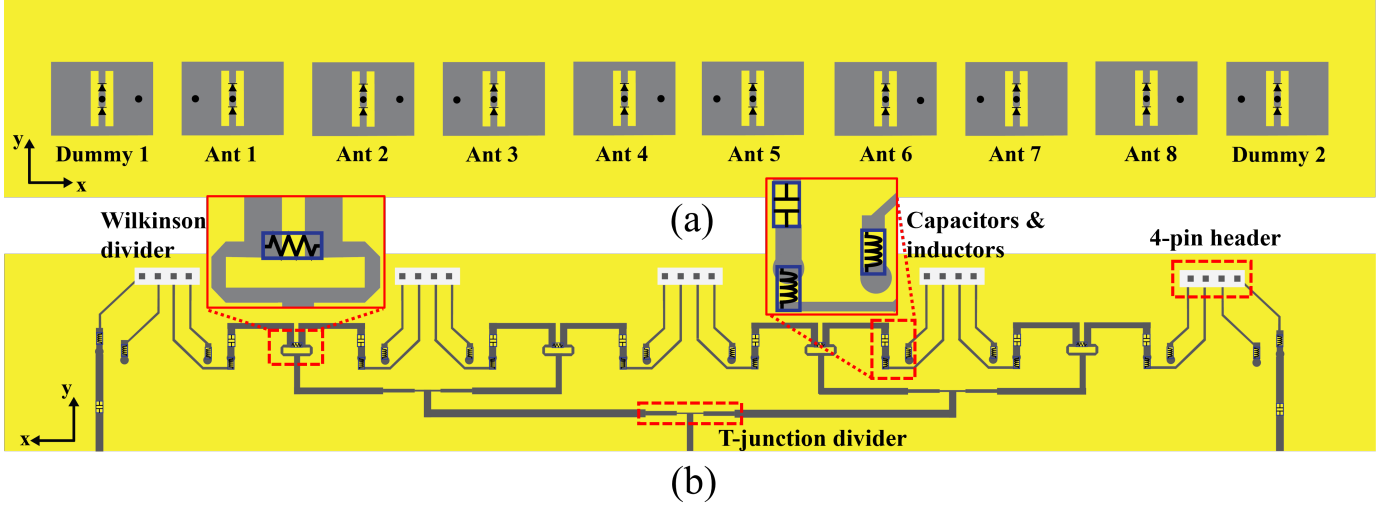 y
x
Dummy 1 Ant 1 Ant 2 Ant 3 Ant 4 Ant 5 Ant 6 Ant 7 Ant 8 Dummy 2
(a)
Wilkinson
divider
Capacitors &
inductors
4-pin header
y
x
T-junction divider
(b)